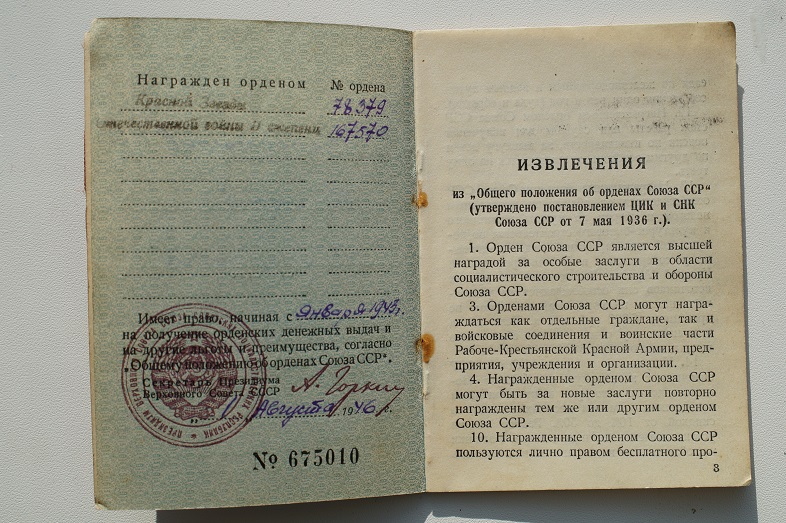 Награжден орденом № ордена
Красной Звезды 78379
Отечественной войны II степени 167570
Имеет право, начиная с января 1943 г.
на получение орденских денежных выдач и
на другие льготы и преимущества, согласно
„Общему положению об орденах Союза ССР“.
Секретарь Президиума
Верховного Совета СССР А. Горкин
Августа 1946 г.
№ 675010
ИЗВЛЕЧЕНИЯ
из „Общего положения об орденах Союза ССР“
(утверждено постановлением ЦИК и СНК
Союза ССР от 7 мая 1936 г.).
1. Орден Союза ССР является высшей
наградой за особые заслуги в области
социалистического строительства и обороны
Союза ССР.
3. Орденами Союза ССР могут награ-
ждаться как отдельные граждане, так и
войсковые соединения и воинские части
Рабоче-Крестьянской Красной Армии, пред-
приятия, учреждения и организации.
4. Награжденные орденом Союза ССР
могут быть за новые заслуги повторно
награждены тем же или другим орденом
Союза ССР.
10. Награжденные орденом Союза ССР
пользуются лично правом бесплатного про-
3